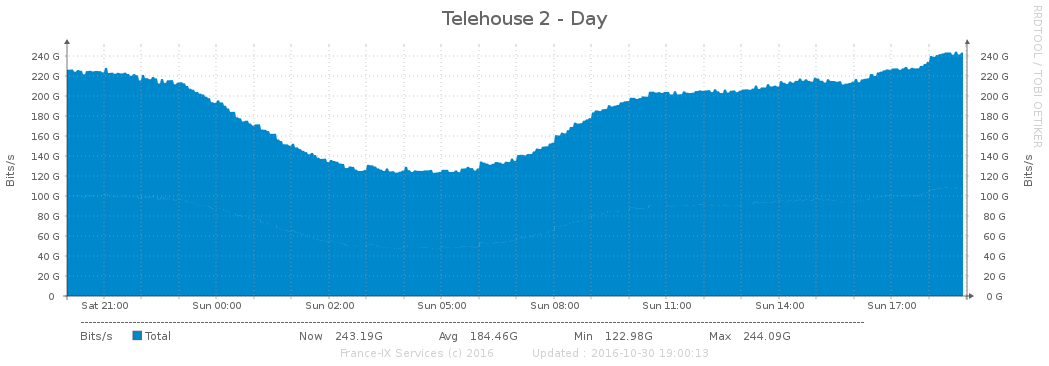 Telehouse 2 - Day
RRDTOOL / TOBI OETIKER
Bits/s
240 G 240 G
220 G 220 G
200 G 200 G
180 G 180 G
160 G 160 G
140 G 140 G
120 G 120 G
100 G 100 G
80 G 80 G
60 G 60 G
40 G 40 G
20 G 20 G
0 0 G
Bits/s
Sat 21:00 Sun 00:00 Sun 02:00 Sun 05:00 Sun 08:00 Sun 11:00 Sun 14:00 Sun 17:00
Bits/s Total Now 243.19G Avg 184.46G Min 122.98G Max 244.09G
France-IX Services (c) 2016 Updated : 2016-10-30 19:00:13